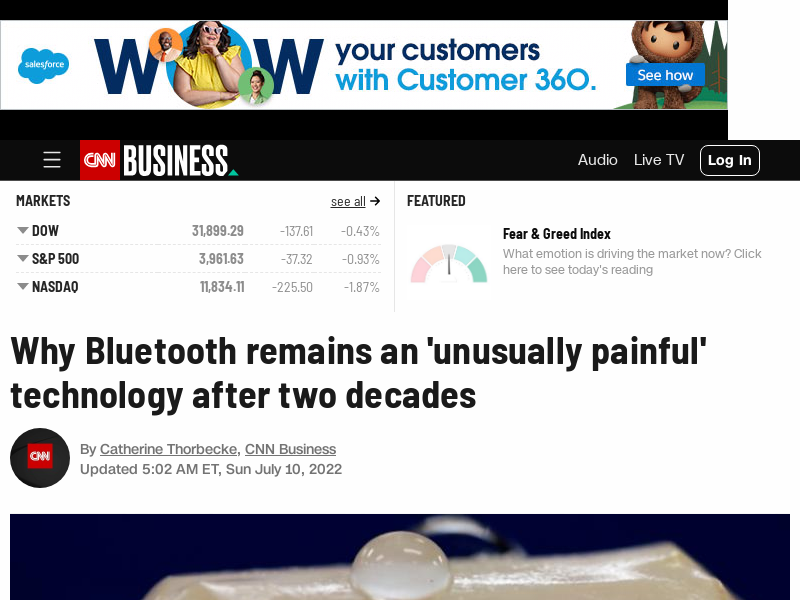 salesforce
WOW
your customers
with Customer 360.
See how
CNN BUSINESS
Audio
Live TV
Log In
MARKETS
see all
DOW 31,899.29 -137.61 -0.43%
S&P 500 3,961.63 -37.32 -0.93%
NASDAQ 11,834.11 -225.50 -1.87%
FEATURED
Fear & Greed Index
What emotion is driving the market now? Click
here to see today's reading
Why Bluetooth remains an 'unusually painful'
technology after two decades
CNN
By Catherine Thorbecke, CNN Business
Updated 5:02 AM ET, Sun July 10, 2022